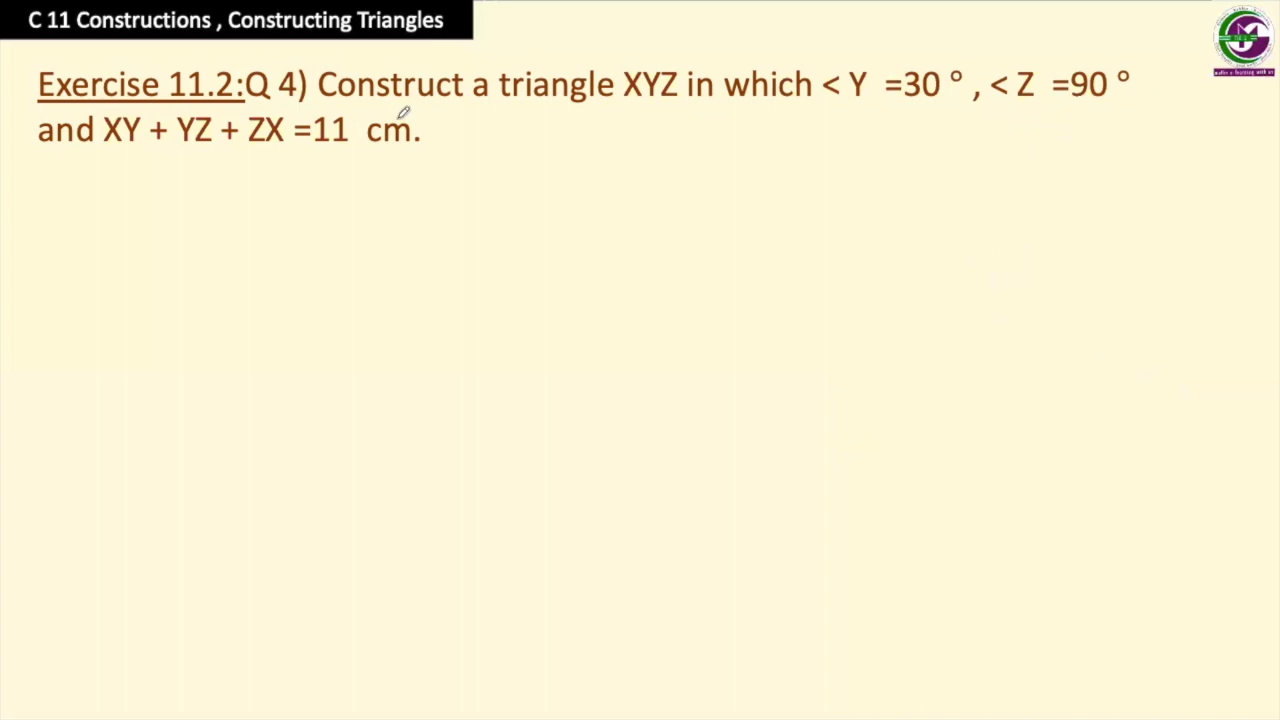 C 11 Constructions , Constructing Triangles
Exercise 11.2:Q 4) Construct a triangle XYZ in which < Y =30 ° , < Z =90 °
and XY + YZ + ZX =11 cm.